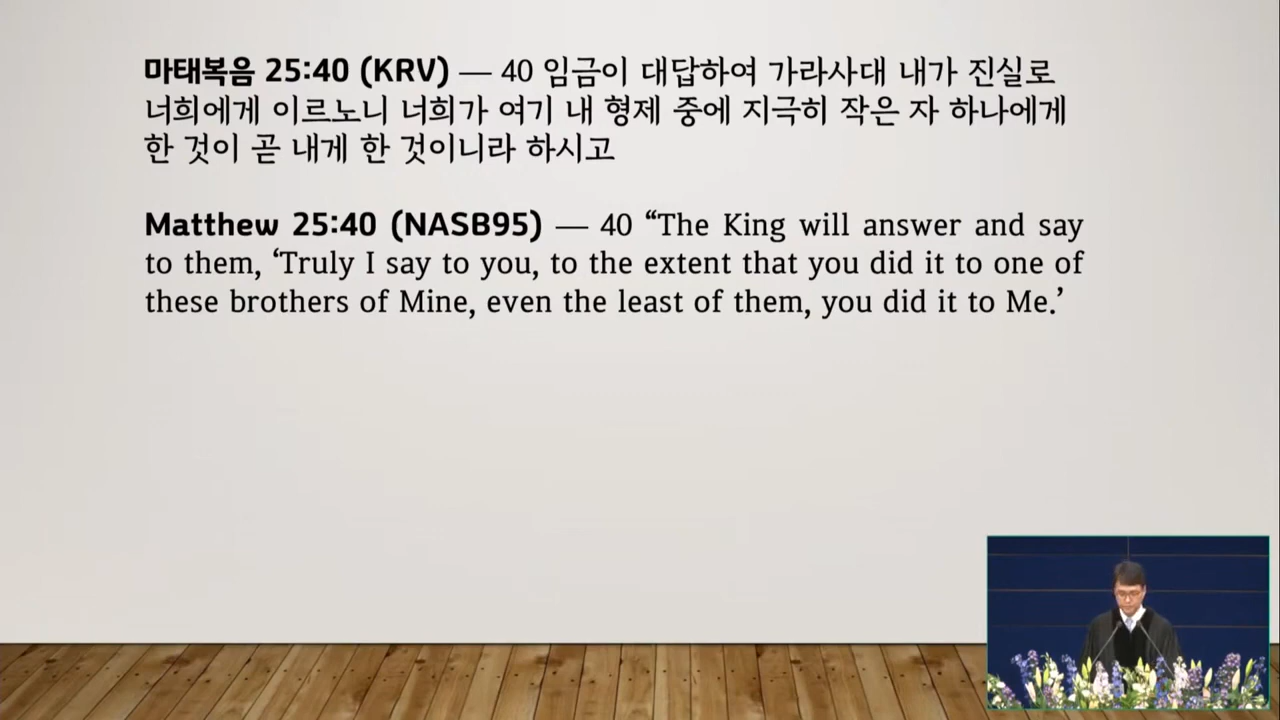 마태복음 25:40 (KRV) — 40 임금이 대답하여 가라사대 내가 진실로
너희에게 이르노니 너희가 여기 내 형제 중에 지극히 작은 자 하나에게
한 것이 곧 내게 한 것이니라 하시고
Matthew 25:40 (NASB95) — 40 “The King will answer and say
to them, ‘Truly I say to you, to the extent that you did it to one of
these brothers of Mine, even the least of them, you did it to Me.’